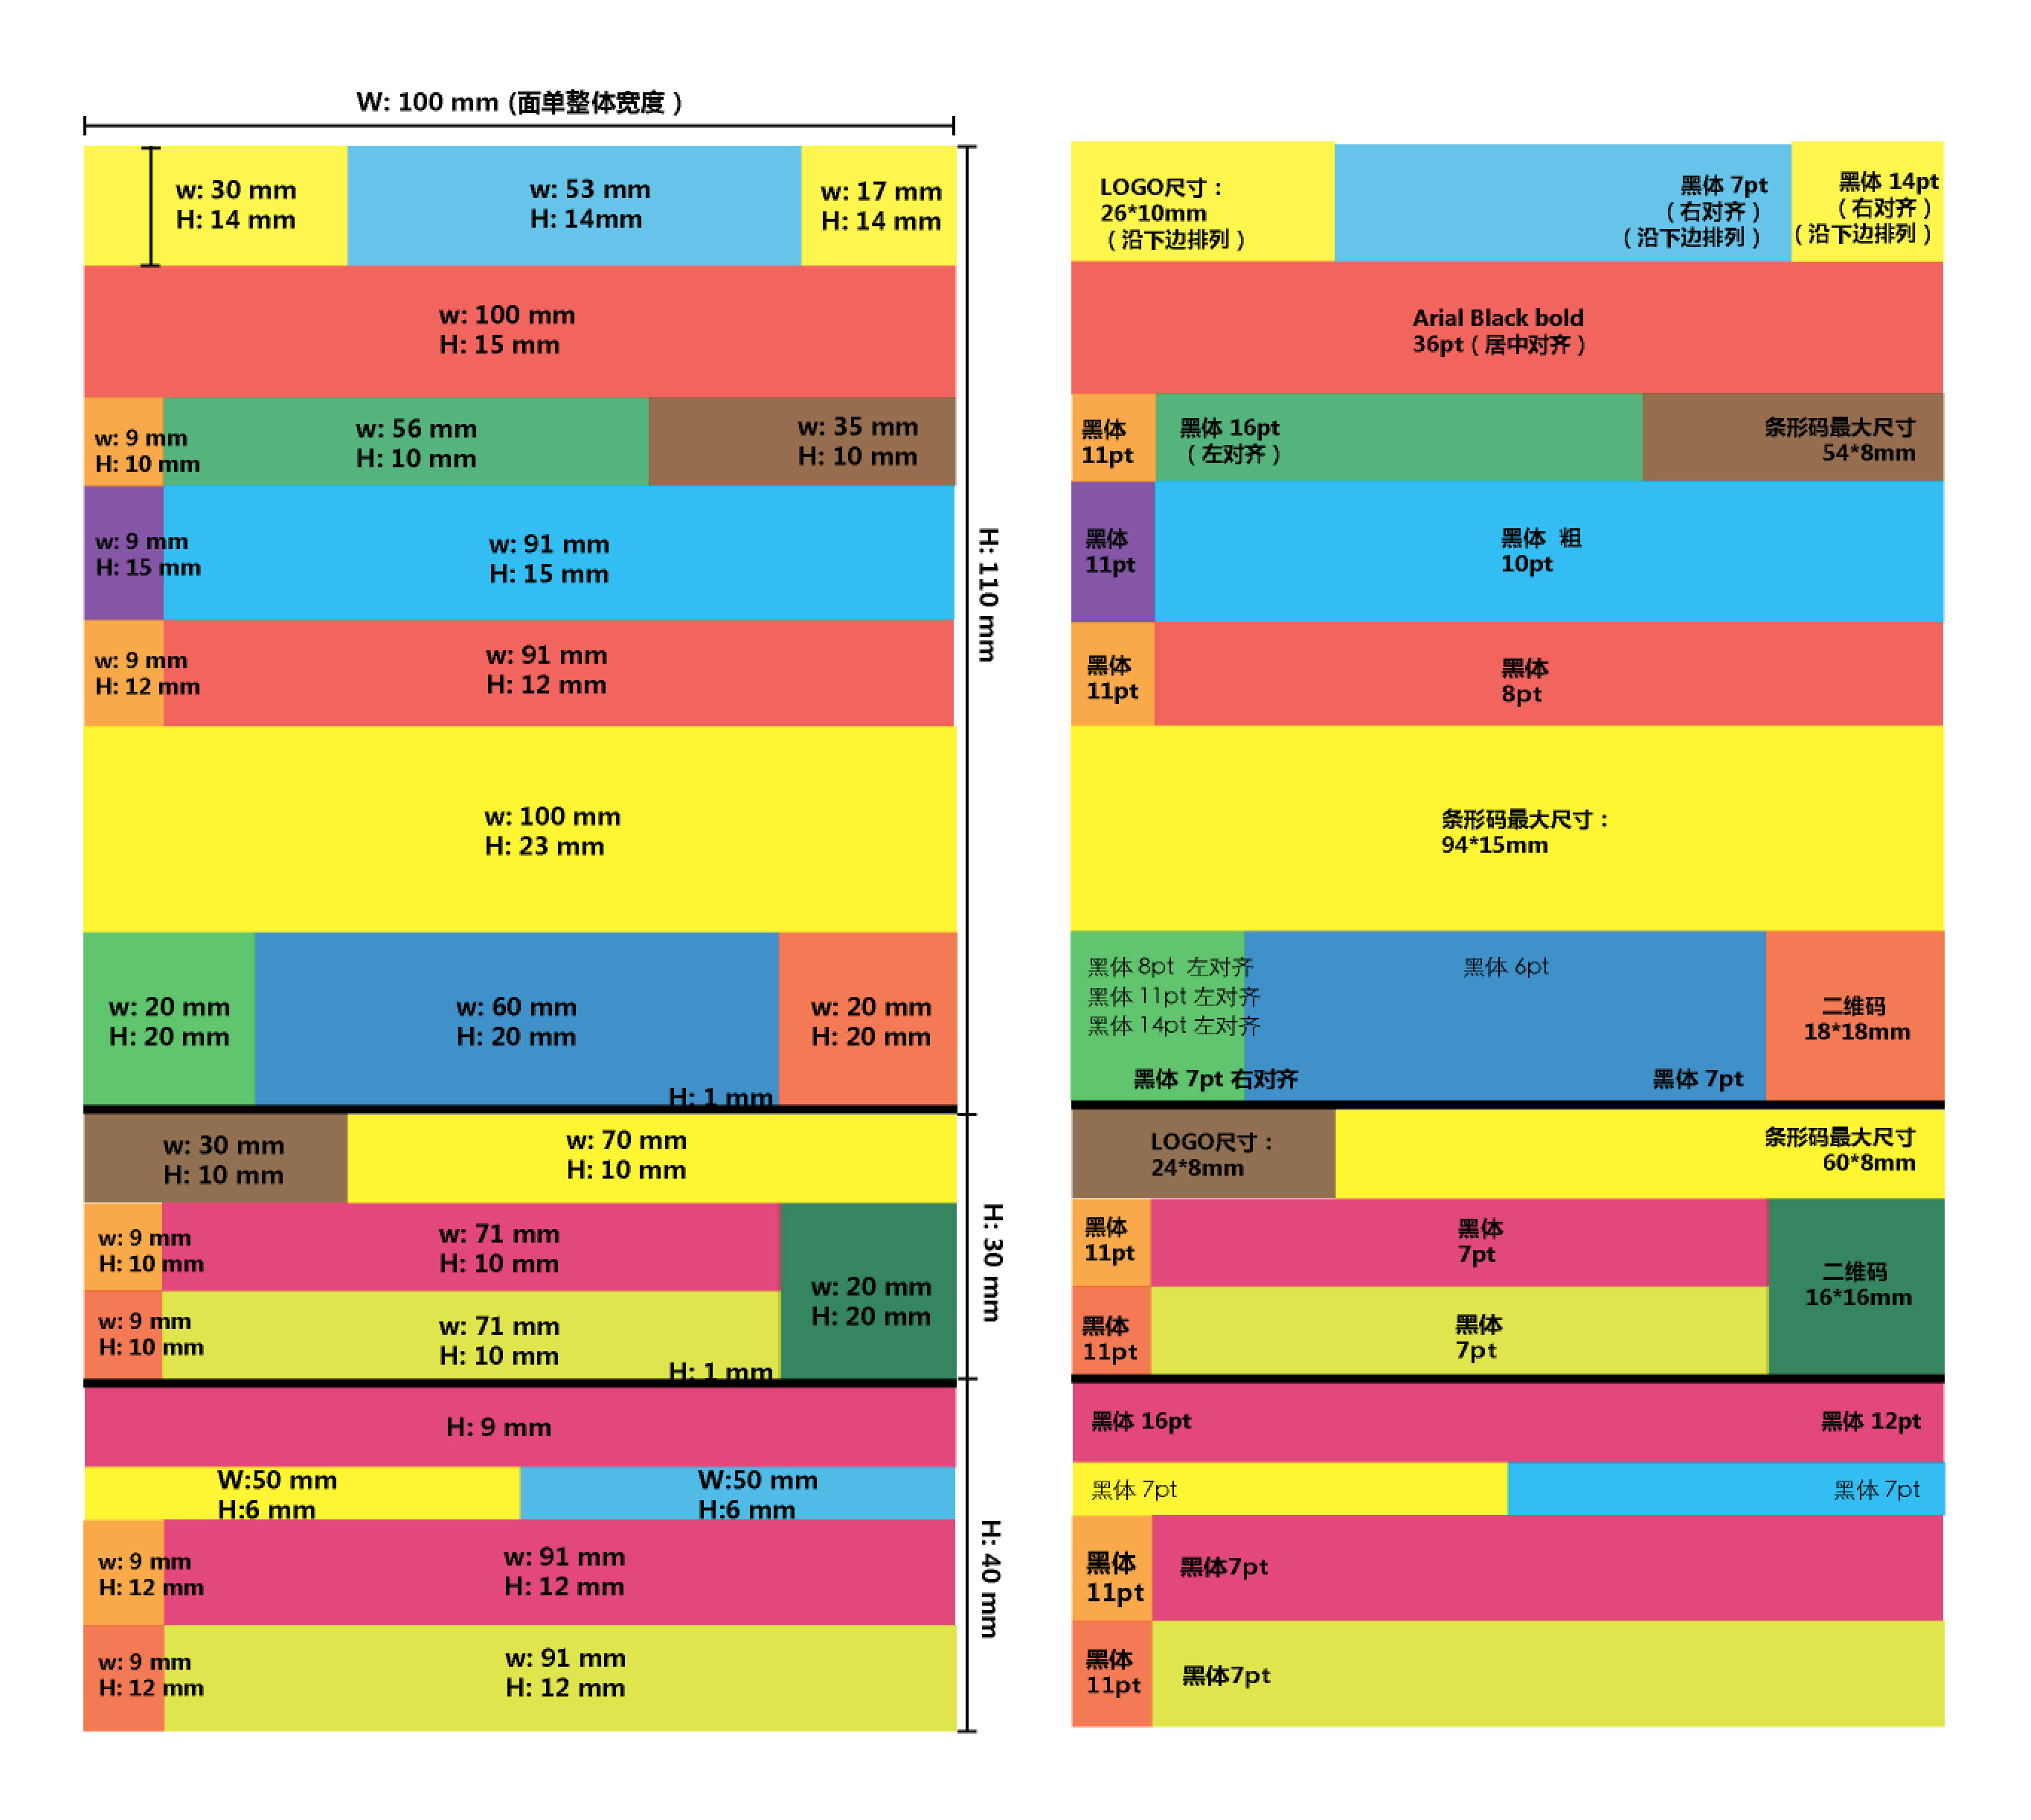 W: 100 mm (面单整体宽度 )
w: 30 mm
H: 14 mm
w: 53 mm
H: 14mm
w: 17 mm
H: 14 mm
w: 100 mm
H: 15 mm
w: 9 mm
H: 10 mm
w: 56 mm
H: 10 mm
w: 35 mm
H: 10 mm
w: 9 mm
H: 15 mm
w: 91 mm
H: 15 mm
w: 9 mm
H: 12 mm
w: 91 mm
H: 12 mm
w: 100 mm
H: 23 mm
w: 20 mm
H: 20 mm
w: 60 mm
H: 20 mm
H: 1 mm
w: 20 mm
H: 20 mm
H: 110 mm
w: 30 mm
H: 10 mm
w: 70 mm
H: 10 mm
w: 9 mm
H: 10 mm
w: 71 mm
H: 10 mm
w: 9 mm
H: 10 mm
w: 71 mm
H: 10 mm
H: 1 mm
w: 20 mm
H: 20 mm
H: 30 mm
H: 9 mm
W:50 mm
H:6 mm
W:50 mm
H:6 mm
w: 9 mm
H: 12 mm
w: 91 mm
H: 12 mm
w: 9 mm
H: 12 mm
w: 91 mm
H: 12 mm
H: 40 mm
LOGO尺寸：
26*10mm
（沿下边排列）
黑体 7pt
（右对齐）
（沿下边排列）
黑体 14pt
（右对齐）
（沿下边排列）
Arial Black bold
36pt（居中对齐）
黑体
11pt
黑体 16pt
（左对齐）
条形码最大尺寸
54*8mm
黑体
11pt
黑体 粗
10pt
黑体
11pt
黑体
8pt
条形码最大尺寸：
94*15mm
黑体 8pt 左对齐
黑体 11pt 左对齐
黑体 14pt 左对齐
黑体 7pt 右对齐
黑体 6pt
黑体 7pt
二维码
18*18mm
LOGO尺寸：
24*8mm
条形码最大尺寸
60*8mm
黑体
11pt
黑体
7pt
黑体
11pt
黑体
7pt
二维码
16*16mm
黑体 16pt
黑体 12pt
黑体 7pt
黑体 7pt
黑体
11pt
黑体7pt
黑体
11pt
黑体7pt